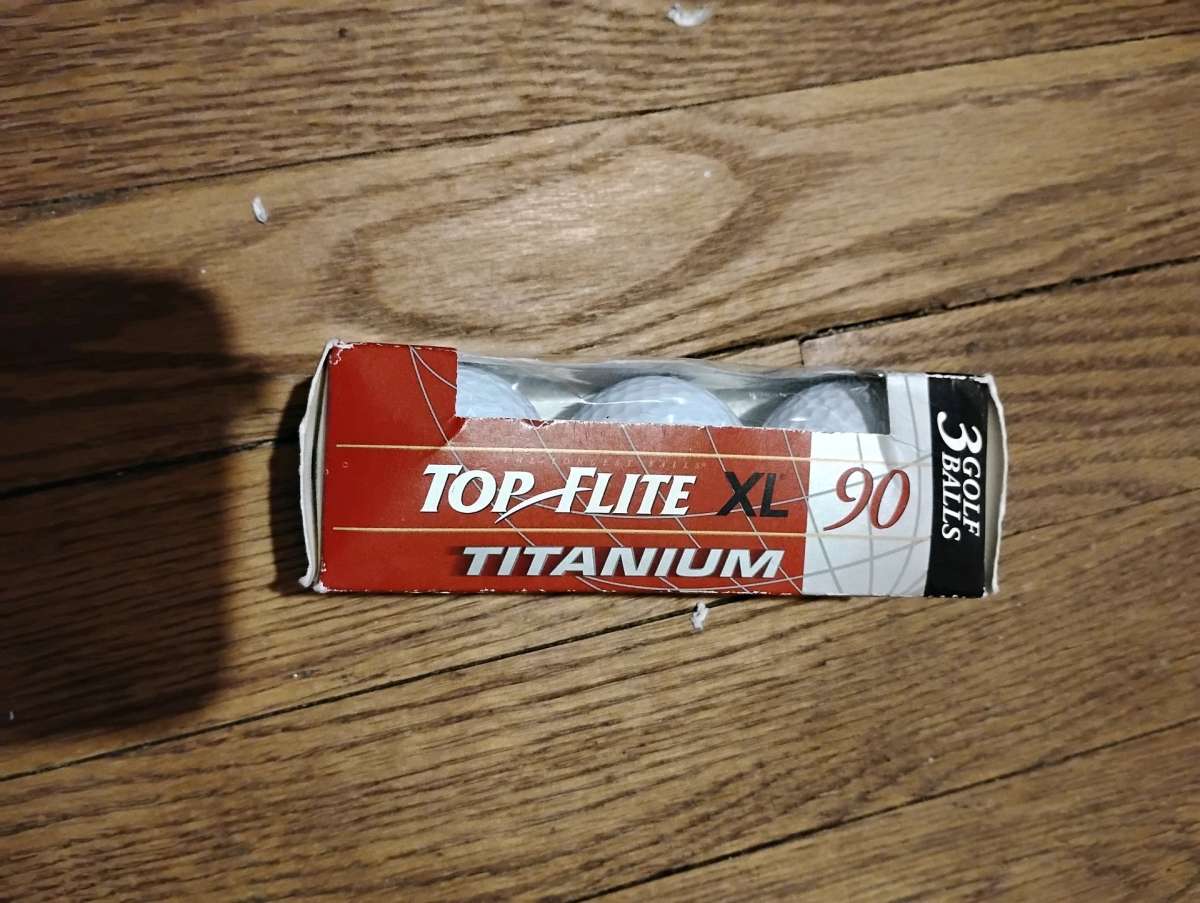 TOP FLITE XL 90
TITANIUM
3 GOLF
BALLS